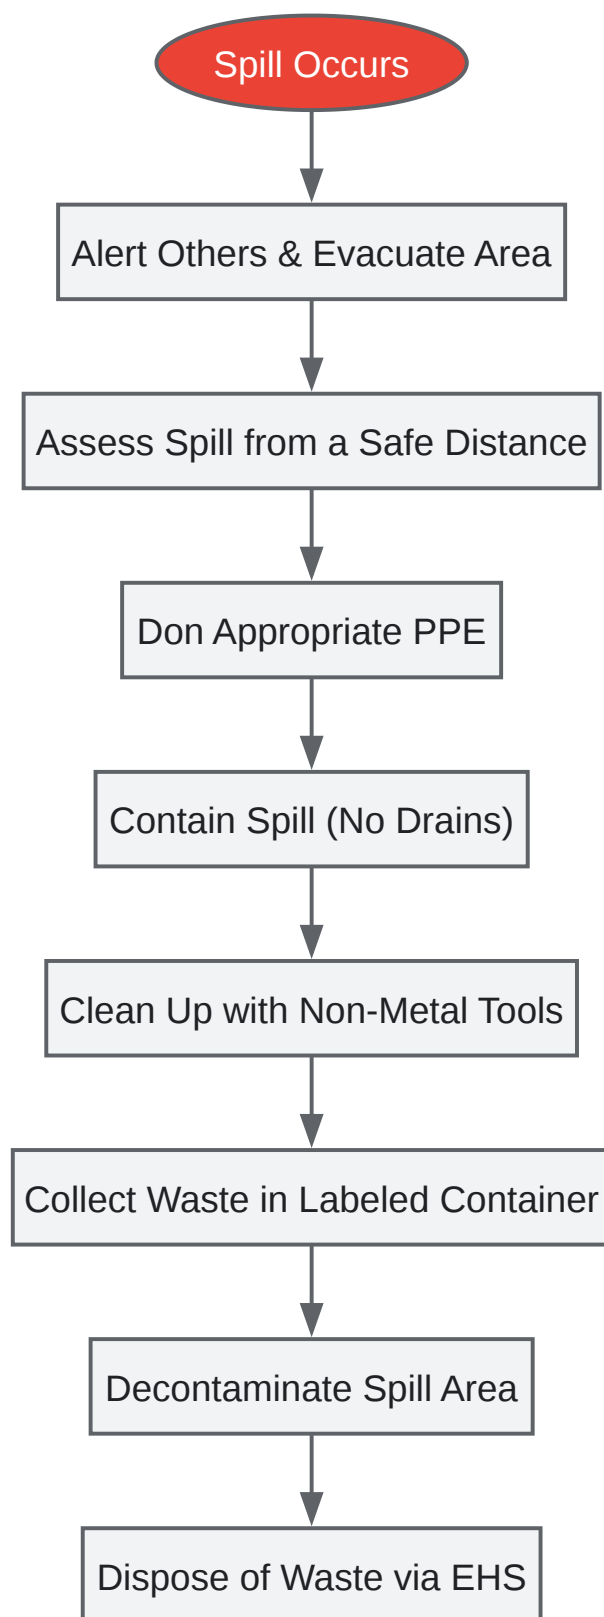 Spill Occurs
Alert Others & Evacuate Area
Assess Spill from a Safe Distance
Don Appropriate PPE
Contain Spill (No Drains)
Clean Up with Non-Metal Tools
Collect Waste in Labeled Container
Decontaminate Spill Area
Dispose of Waste via EHS